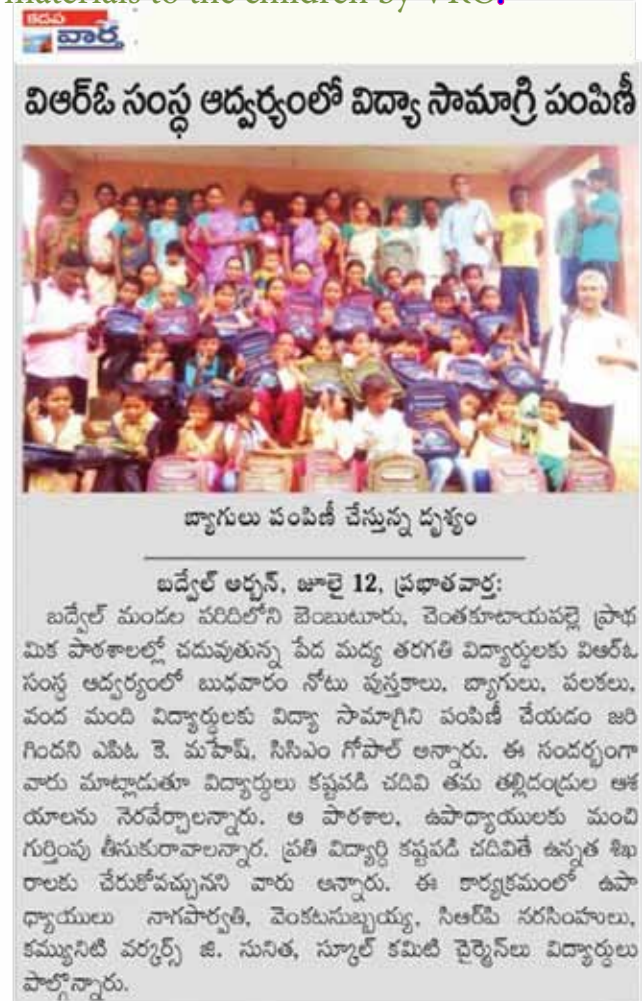 materials to the children by VRO.
కడప
వార్త
విఆర్ఓ సంస్థ ఆద్వర్యంలో విద్యా సామాగ్రి పంపిణీ
బ్యాగులు పంపిణీ చేస్తున్న దృశ్యం
బద్వేల్ అర్బన్, జూలై 12, ప్రభాతవార్త:
బద్వేల్ మండల పరిదిలోని బెంబుటూరు, చెంతకూటాయపల్లె ప్రాథ
మిక పాఠశాలల్లో చదువుతున్న పేద మద్య తరగతి విద్యార్థులకు విఆర్ఓ
సంస్థ ఆద్వర్యంలో బుధవారం నోటు పుస్తకాలు, బ్యాగులు, పలకలు,
వంద మంది విద్యార్థులకు విద్యా సామాగ్రిని పంపిణీ చేయడం జరి
గిందని ఎపిఓ కె. మహేష్, సిసిఎం గోపాల్ అన్నారు. ఈ సందర్బంగా
వారు మాట్లాడుతూ విద్యార్థులు కష్టపడి చదివి తమ తల్లిదండ్రుల ఆశ
యాలను నెరవేర్చాలన్నారు. ఆ పాఠశాల, ఉపాధ్యాయులకు మంచి
గుర్తింపు తీసుకురావాలన్నార. ప్రతి విద్యార్థి కష్టపడి చదివితే ఉన్నత శిఖ
రాలకు చేరుకోవచ్చునని వారు అన్నారు. ఈ కార్యక్రమంలో ఉపా
ధ్యాయులు నాగపార్వతి, వెంకటసుబ్బయ్య, సిఆర్‌పి నరసింహులు,
కమ్యునిటి వర్కర్స్ జి. సునిత, స్కూల్ కమిటి చైర్మెన్‌లు విద్యార్థులు
పాల్గొన్నారు.